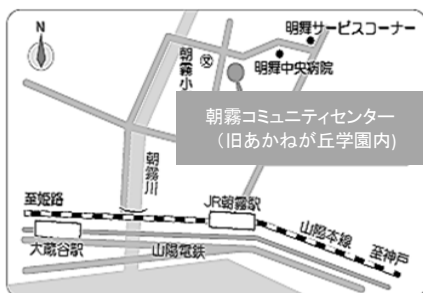 N
明舞サービスコーナー
明舞中央病院
朝霧小
文
朝霧コミュニティセンター
（旧あかねが丘学園内)
朝霧川
至姫路
JR朝霧駅
山陽本線
至神戸
大蔵谷駅
山陽電鉄